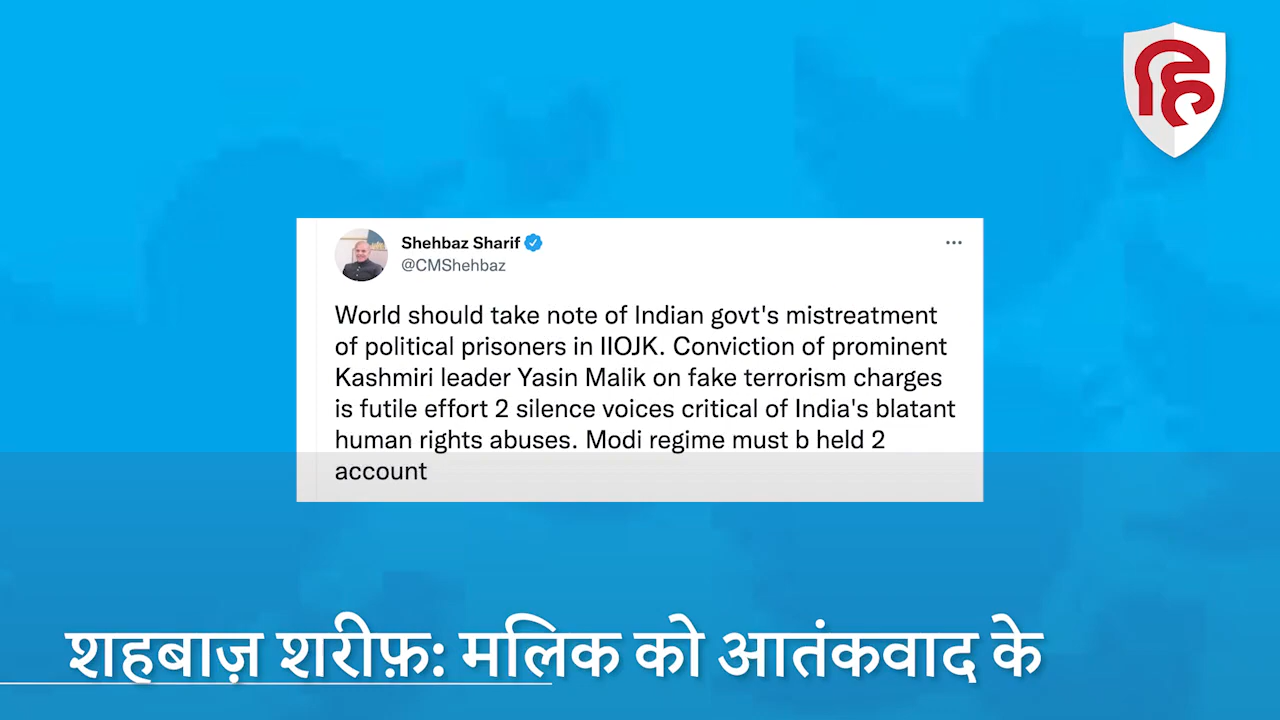 हि
Shehbaz Sharif
@CMShehbaz
World should take note of Indian govt's mistreatment
of political prisoners in IIOJK. Conviction of prominent
Kashmiri leader Yasin Malik on fake terrorism charges
is futile effort 2 silence voices critical of India's blatant
human rights abuses. Modi regime must b held 2
account
शहबाज़ शरीफ़: मलिक को आतंकवाद के